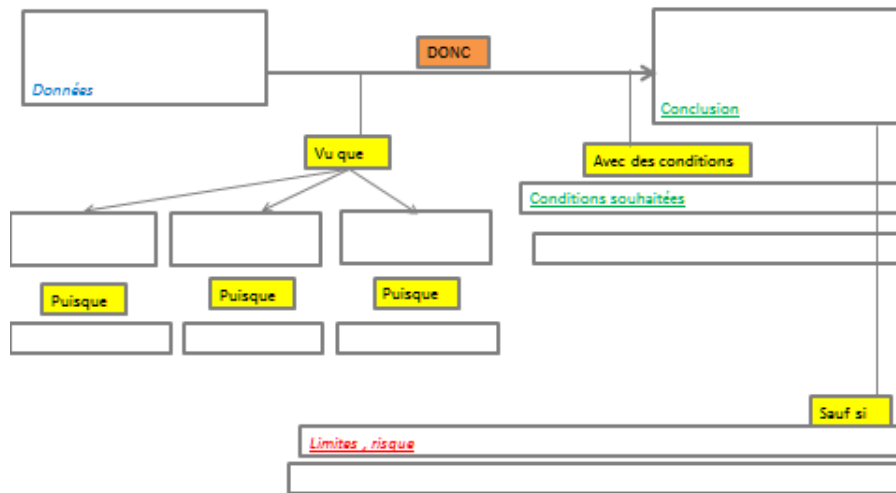 DONC
Données
Conclusion
Vu que
Avec des conditions
Conditions souhaitées
Puisque
Puisque
Puisque
Sauf si
Limites , risque